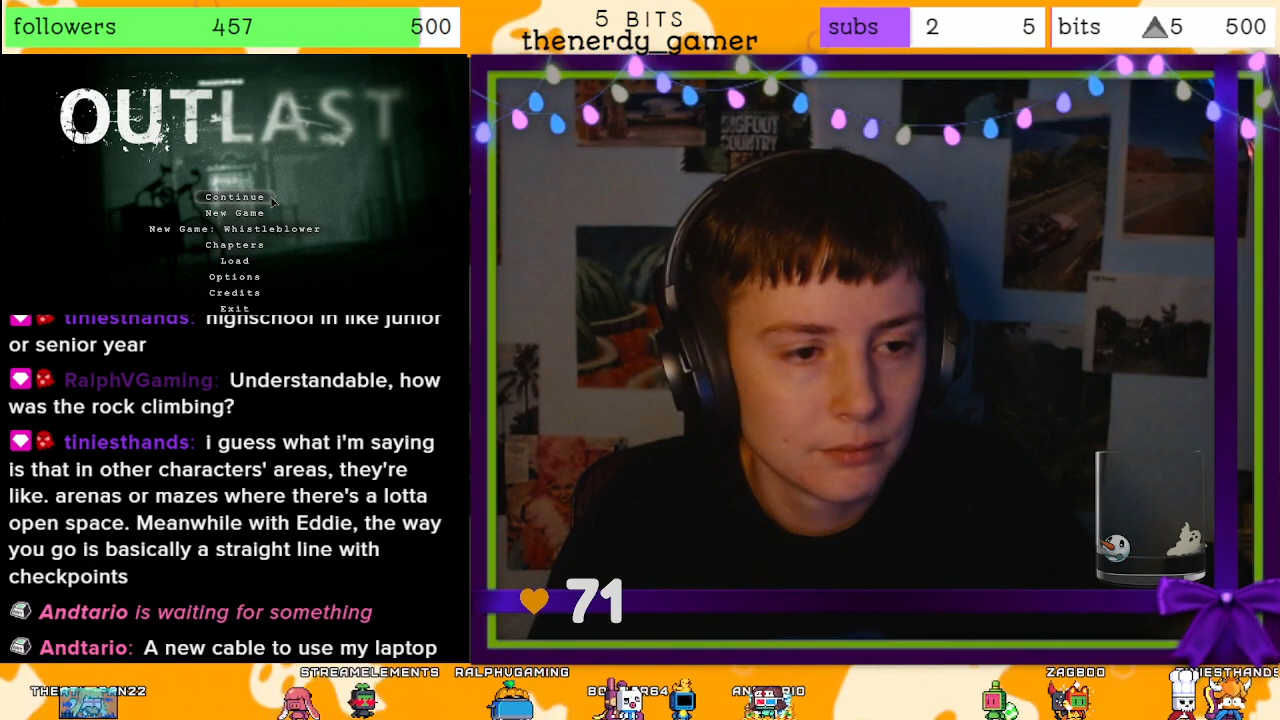 followers 457 500
5 BITS
thenerdy_gamer
subs 2 5
bits 5 500
OUTLAST
Continue
New Game
New Game: Whistleblower
Chapters
Load
Options
Credits
Exit
BIGFOOT
COUNTRY
tiniesthands: highschool in like junior
or senior year
RalphVGaming: Understandable, how
was the rock climbing?
tiniesthands: i guess what i'm saying
is that in other characters' areas, they're
like. arenas or mazes where there's a lotta
open space. Meanwhile with Eddie, the way
you go is basically a straight line with
checkpoints
Andtario is waiting for something
Andtario: A new cable to use my laptop
71
STREAMELEMENTS RALPHVGAMING
ZAGBOO